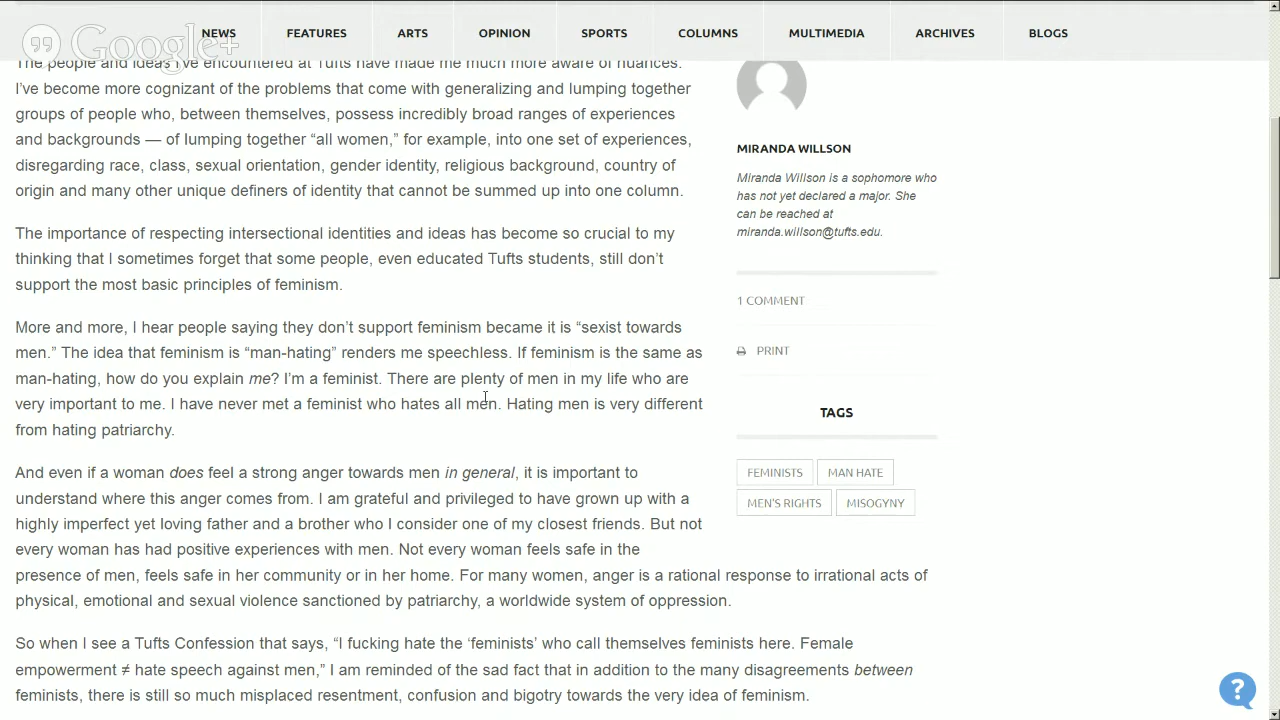 Google+
NEWS
FEATURES
ARTS
OPINION
SPORTS
COLUMNS
MULTIMEDIA
ARCHIVES
BLOGS
The people and ideas I've encountered at Tufts have made me much more aware of nuances.
I've become more cognizant of the problems that come with generalizing and lumping together
groups of people who, between themselves, possess incredibly broad ranges of experiences
and backgrounds — of lumping together “all women,” for example, into one set of experiences,
disregarding race, class, sexual orientation, gender identity, religious background, country of
origin and many other unique definers of identity that cannot be summed up into one column.
The importance of respecting intersectional identities and ideas has become so crucial to my
thinking that I sometimes forget that some people, even educated Tufts students, still don’t
support the most basic principles of feminism.
More and more, I hear people saying they don’t support feminism became it is “sexist towards
men.” The idea that feminism is “man-hating” renders me speechless. If feminism is the same as
man-hating, how do you explain me? I’m a feminist. There are plenty of men in my life who are
very important to me. I have never met a feminist who hates all men. Hating men is very different
from hating patriarchy.
And even if a woman does feel a strong anger towards men in general, it is important to
understand where this anger comes from. I am grateful and privileged to have grown up with a
highly imperfect yet loving father and a brother who I consider one of my closest friends. But not
every woman has had positive experiences with men. Not every woman feels safe in the
presence of men, feels safe in her community or in her home. For many women, anger is a rational response to irrational acts of
physical, emotional and sexual violence sanctioned by patriarchy, a worldwide system of oppression.
So when I see a Tufts Confession that says, “I fucking hate the ‘feminists’ who call themselves feminists here. Female
empowerment ≠ hate speech against men,” I am reminded of the sad fact that in addition to the many disagreements between
feminists, there is still so much misplaced resentment, confusion and bigotry towards the very idea of feminism.
MIRANDA WILLSON
Miranda Willson is a sophomore who
has not yet declared a major. She
can be reached at
miranda.willson@tufts.edu.
1 COMMENT
PRINT
TAGS
FEMINISTS
MAN HATE
MEN'S RIGHTS
MISOGYNY
?